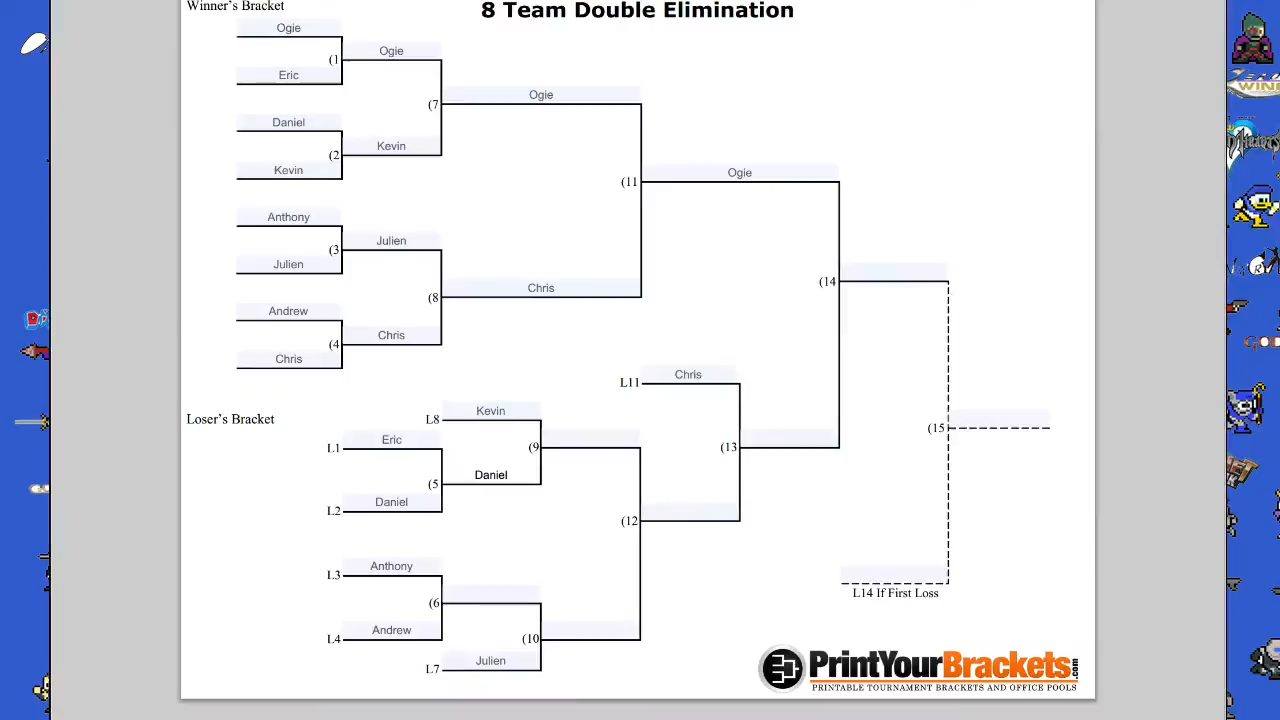 Winner's Bracket
8 Team Double Elimination
Ogie
Ogie
(1
Eric
Ogie
(7
Daniel
(2
Kevin
Kevin
Ogie
(11
Anthony
Julien
(3
Julien
Chris
(8
Andrew
Chris
(4
Chris
(14
L11
Chris
Loser's Bracket
L8
Kevin
(15
L1
Eric
(9
(13
Daniel
(5
L2
Daniel
(12
L3
Anthony
(6
L14 If First Loss
L4
Andrew
(10
L7
Julien
PrintYourBrackets.com
PRINTABLE TOURNAMENT BRACKETS AND OFFICE POOLS